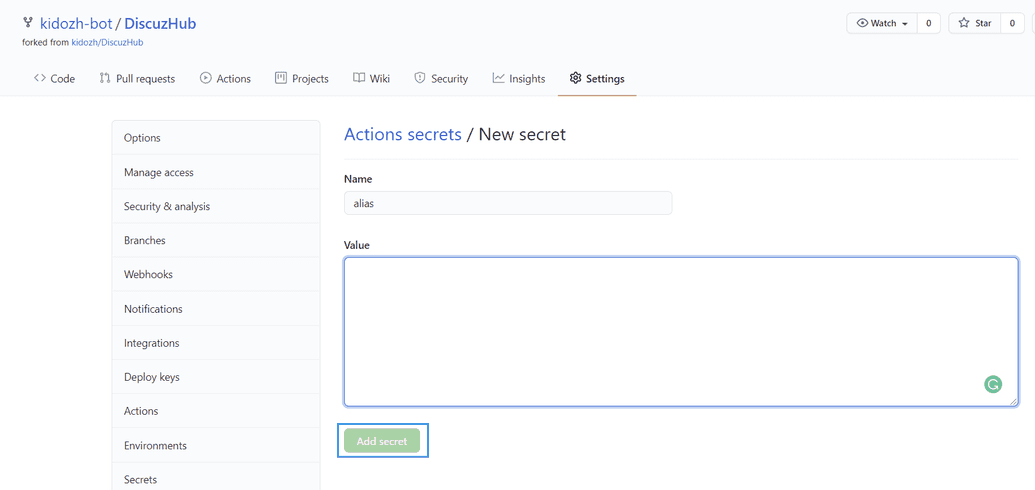 kidozh-bot / DiscuzHub
Watch 0 Star 0
forked from kidozh/DiscuzHub
Code Pull requests Actions Projects Wiki Security Insights Settings
Options
Manage access
Security & analysis
Branches
Webhooks
Notifications
Integrations
Deploy keys
Actions
Environments
Secrets
Actions secrets / New secret
Name
alias
Value
Add secret